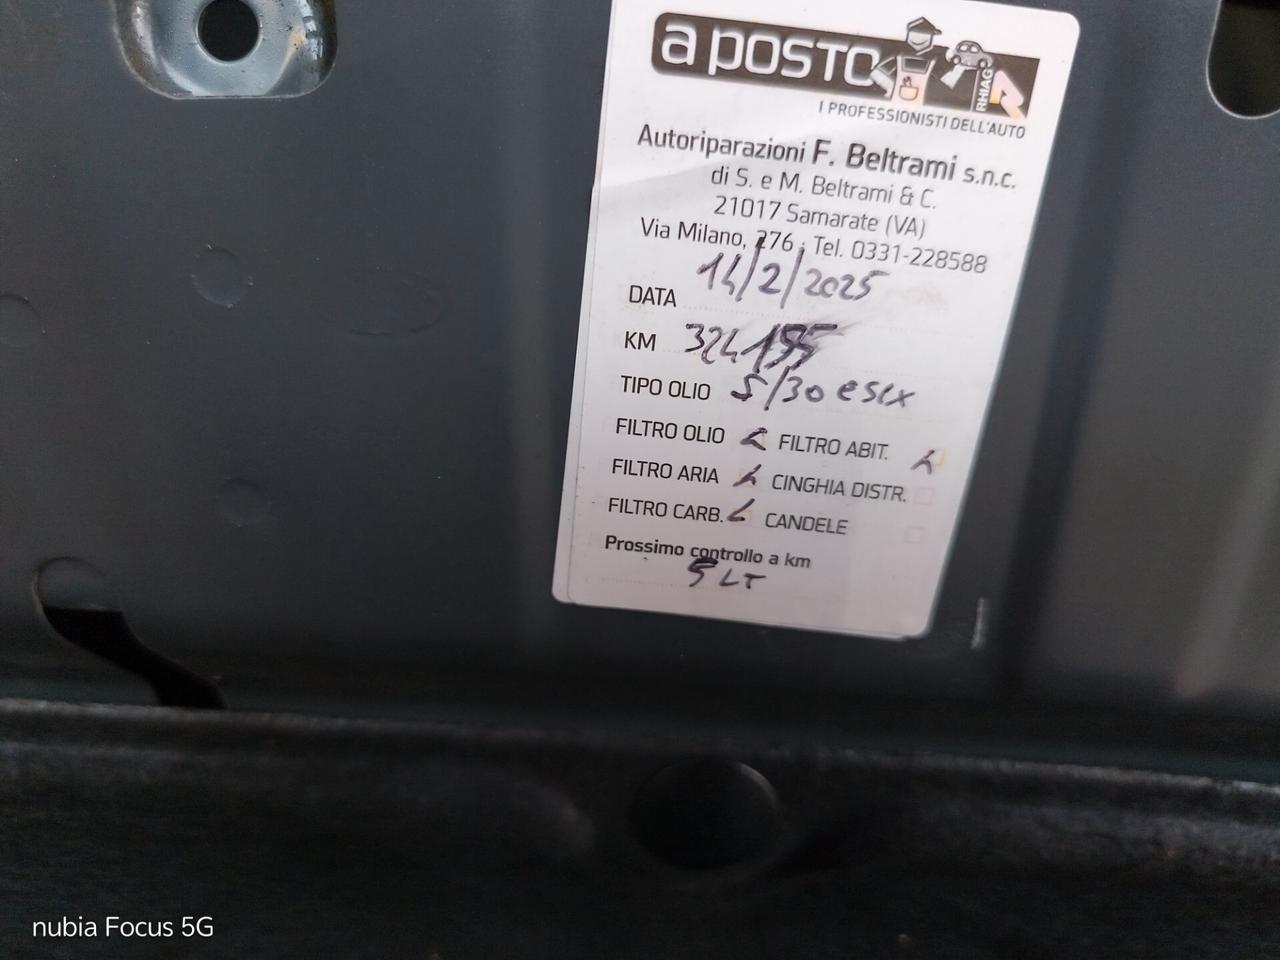 a posto
RHIAG
I PROFESSIONISTI DELL'AUTO
Autoriparazioni F. Beltrami s.n.c.
di S. e M. Beltrami & C.
21017 Samarate (VA)
Via Milano, 276 - Tel. 0331-228588
DATA 14/2/2025
KM 324155
TIPO OLIO 5/30
FILTRO OLIO FILTRO ABIT.
FILTRO ARIA CINGHIA DISTR.
FILTRO CARB. CANDELE
Prossimo controllo a km
5 LT
nubia Focus 5G